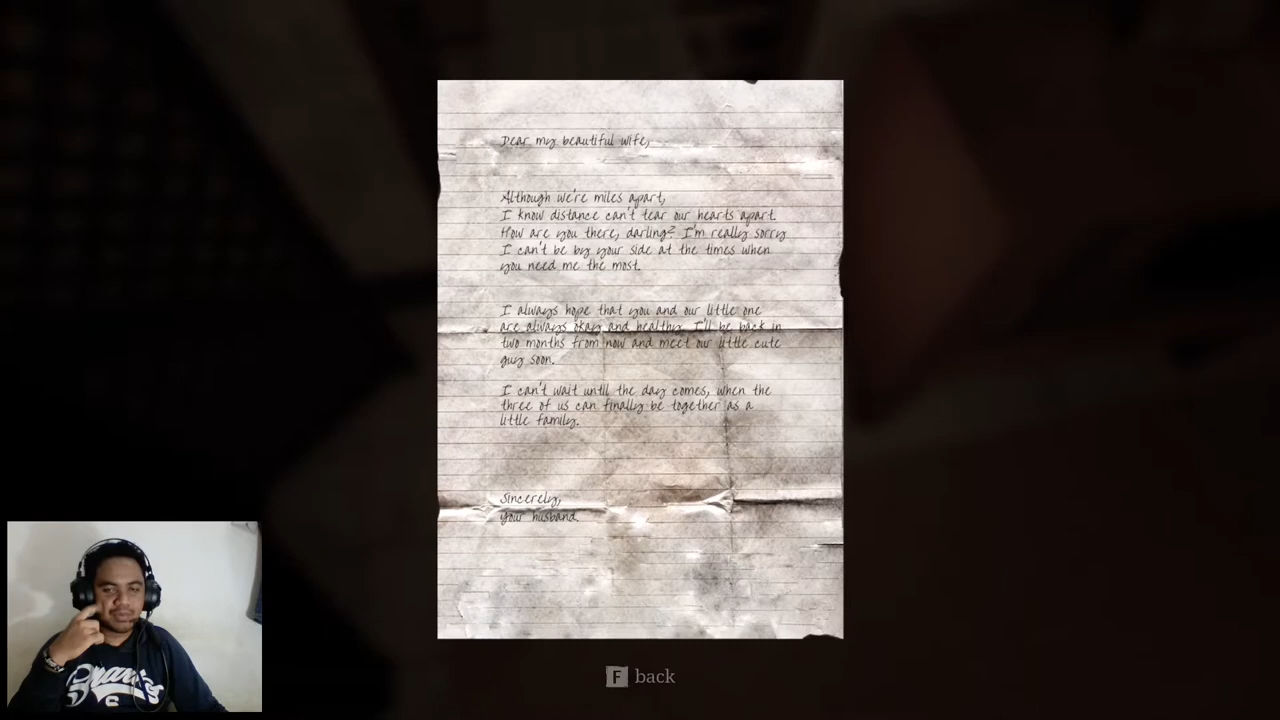 Dear my beautiful wife,
Although we're miles apart,
I know distance can't tear our hearts apart.
How are you there, darling? I'm really sorry
I can't be by your side at the times when
you need me the most.
I always hope that you and our little one
are always okay and healthy. I'll be back in
two months from now and meet our little cute
guy soon.
I can't wait until the day comes, when the
three of us can finally be together as a
little family.
Sincerely,
Your husband.
F back